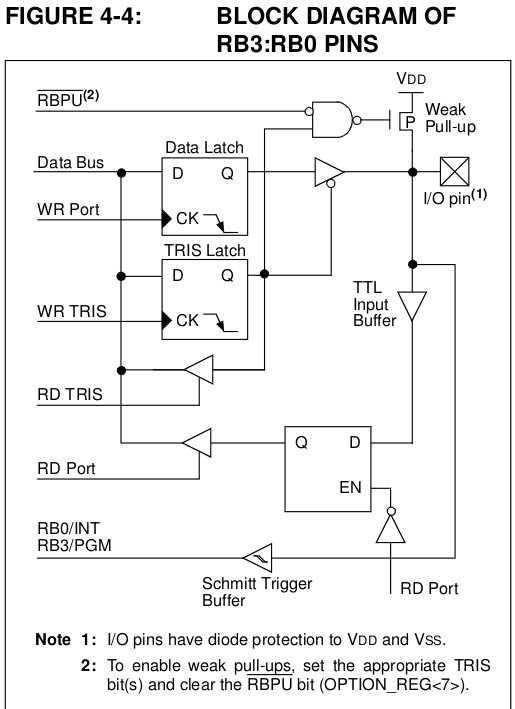 FIGURE 4-4: BLOCK DIAGRAM OF
RB3:RB0 PINS
VDD
RBPU(2)
Weak
P
Pull-up
Data Latch
Data Bus
D Q
I/O pin(1)
WR Port
CK
TRIS Latch
D Q
TTL
Input
Buffer
WR TRIS
CK
RD TRIS
Q D
RD Port
EN
RB0/INT
RB3/PGM
Schmitt Trigger
Buffer
RD Port
Note 1: I/O pins have diode protection to VDD and VSS.
2: To enable weak pull-ups, set the appropriate TRIS
bit(s) and clear the RBPU bit (OPTION_REG<7>).